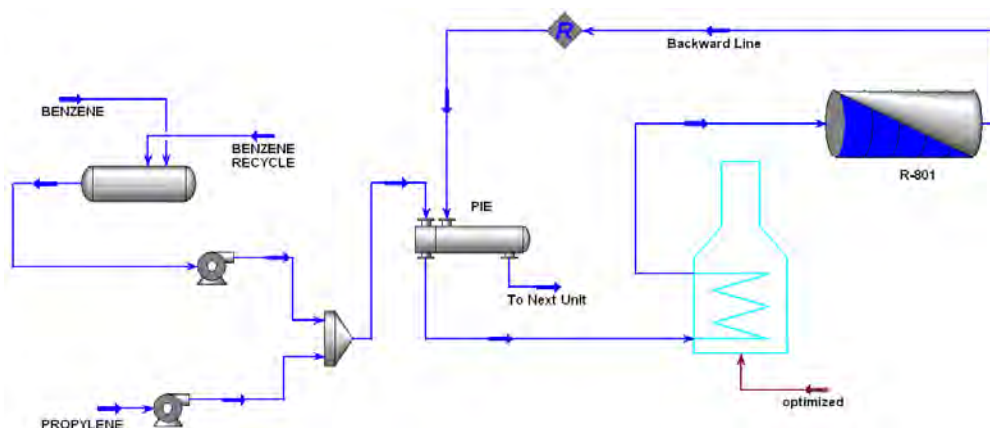 R
Backward Line
BENZENE
BENZENE
RECYCLE
R-801
PIE
To Next Unit
optimized
PROPYLENE